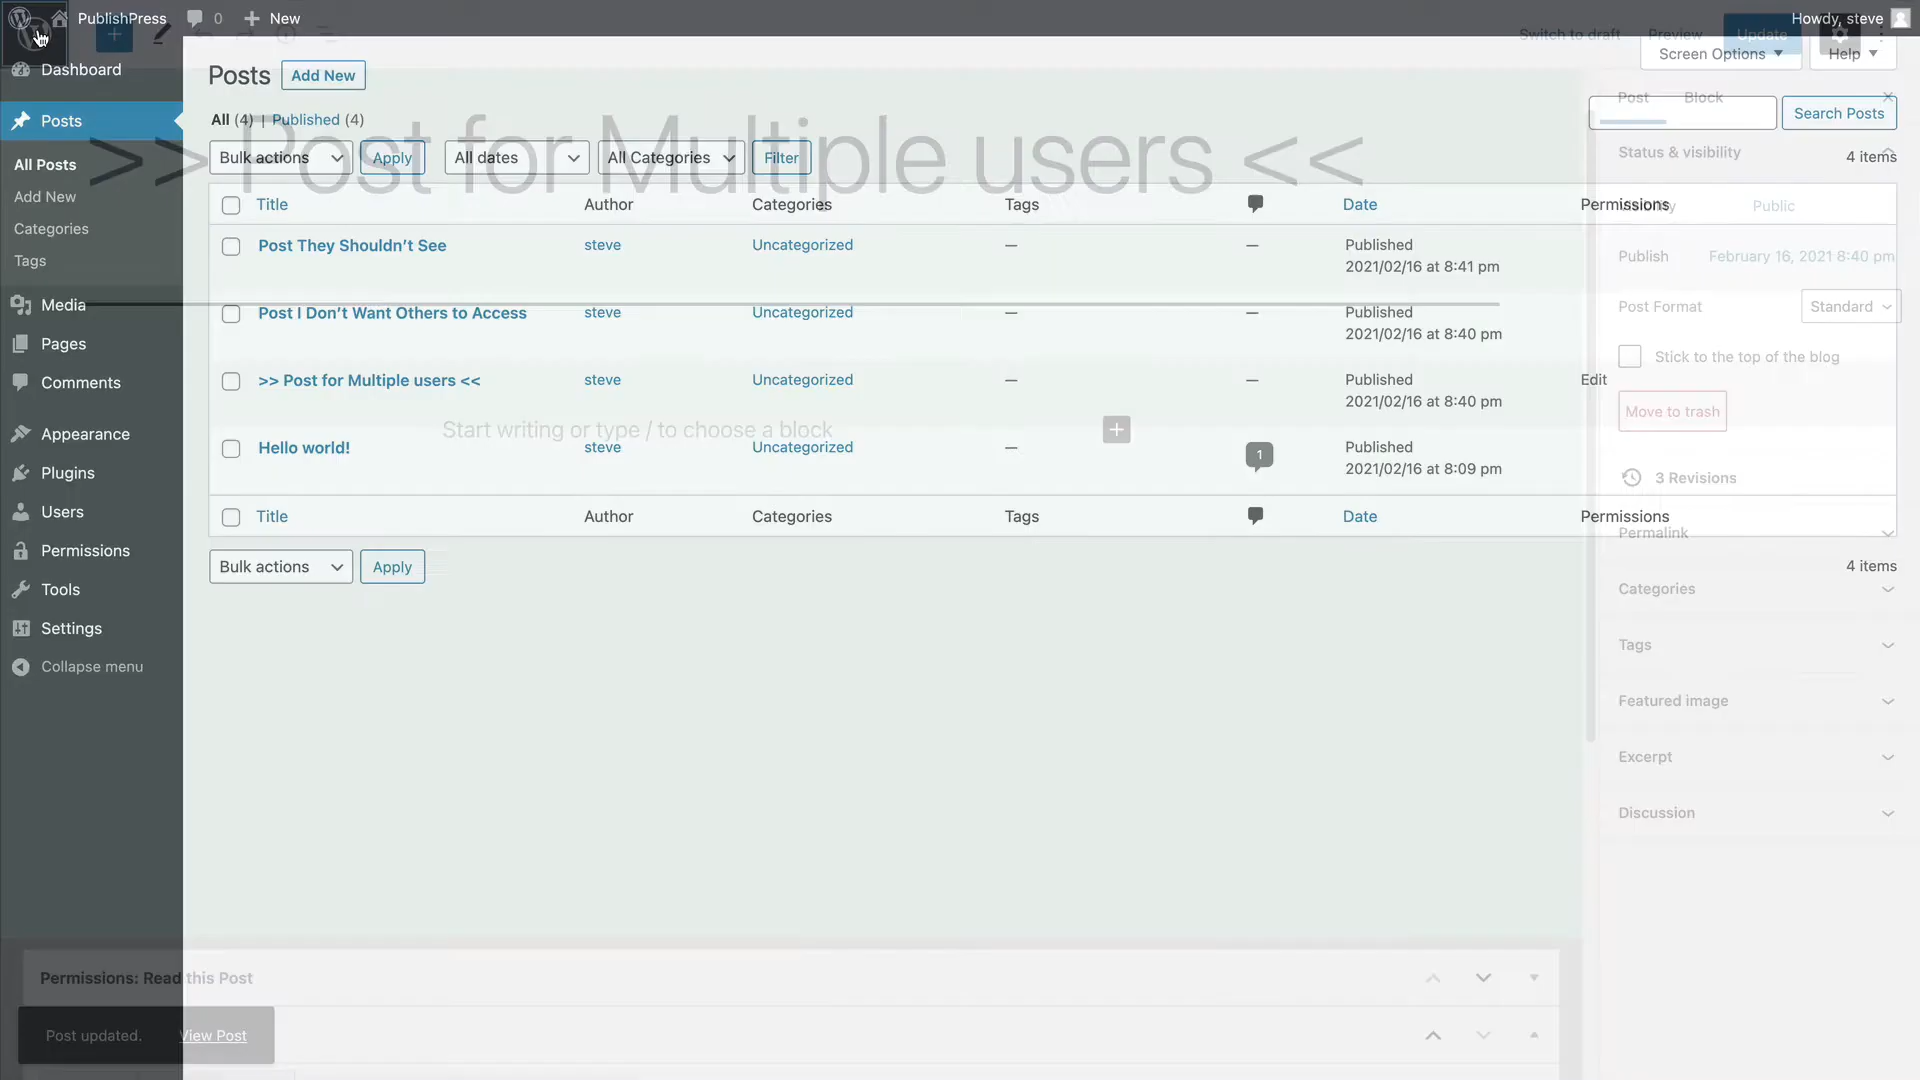 PublishPress 0 New Howdy, steve
Switch to draft Preview Update
Screen Options Help
Dashboard
Posts
All Posts
Add New
Categories
Tags
Media
Pages
Comments
Appearance
Plugins
Users
Permissions
Tools
Settings
Collapse menu
Posts Add New
All (4) | Published (4)
Search Posts
>> Post for Multiple users <<
Bulk actions Apply All dates All Categories Filter
4 items
Title Author Categories Tags Date Permissions
Post They Shouldn’t See steve Uncategorized — — Published
2021/02/16 at 8:41 pm
Post I Don’t Want Others to Access steve Uncategorized — — Published
2021/02/16 at 8:40 pm
>> Post for Multiple users << steve Uncategorized — — Published Edit
2021/02/16 at 8:40 pm
Start writing or type / to choose a block
Hello world! steve Uncategorized — 1 Published
2021/02/16 at 8:09 pm
Title Author Categories Tags Date Permissions
Bulk actions Apply
4 items
Post Block
Status & visibility
Public
Publish February 16, 2021 8:40 pm
Post Format Standard
Stick to the top of the blog
Move to trash
3 Revisions
Permalink
Categories
Tags
Featured image
Excerpt
Discussion
Permissions: Read this Post
Post updated. View Post